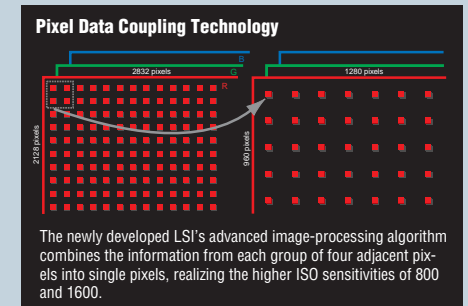 Pixel Data Coupling Technology
B
2832 pixels
G
1280 pixels
R
2128 pixels
960 pixels
The newly developed LSI's advanced image-processing algorithm
combines the information from each group of four adjacent pix-
els into single pixels, realizing the higher ISO sensitivities of 800
and 1600.